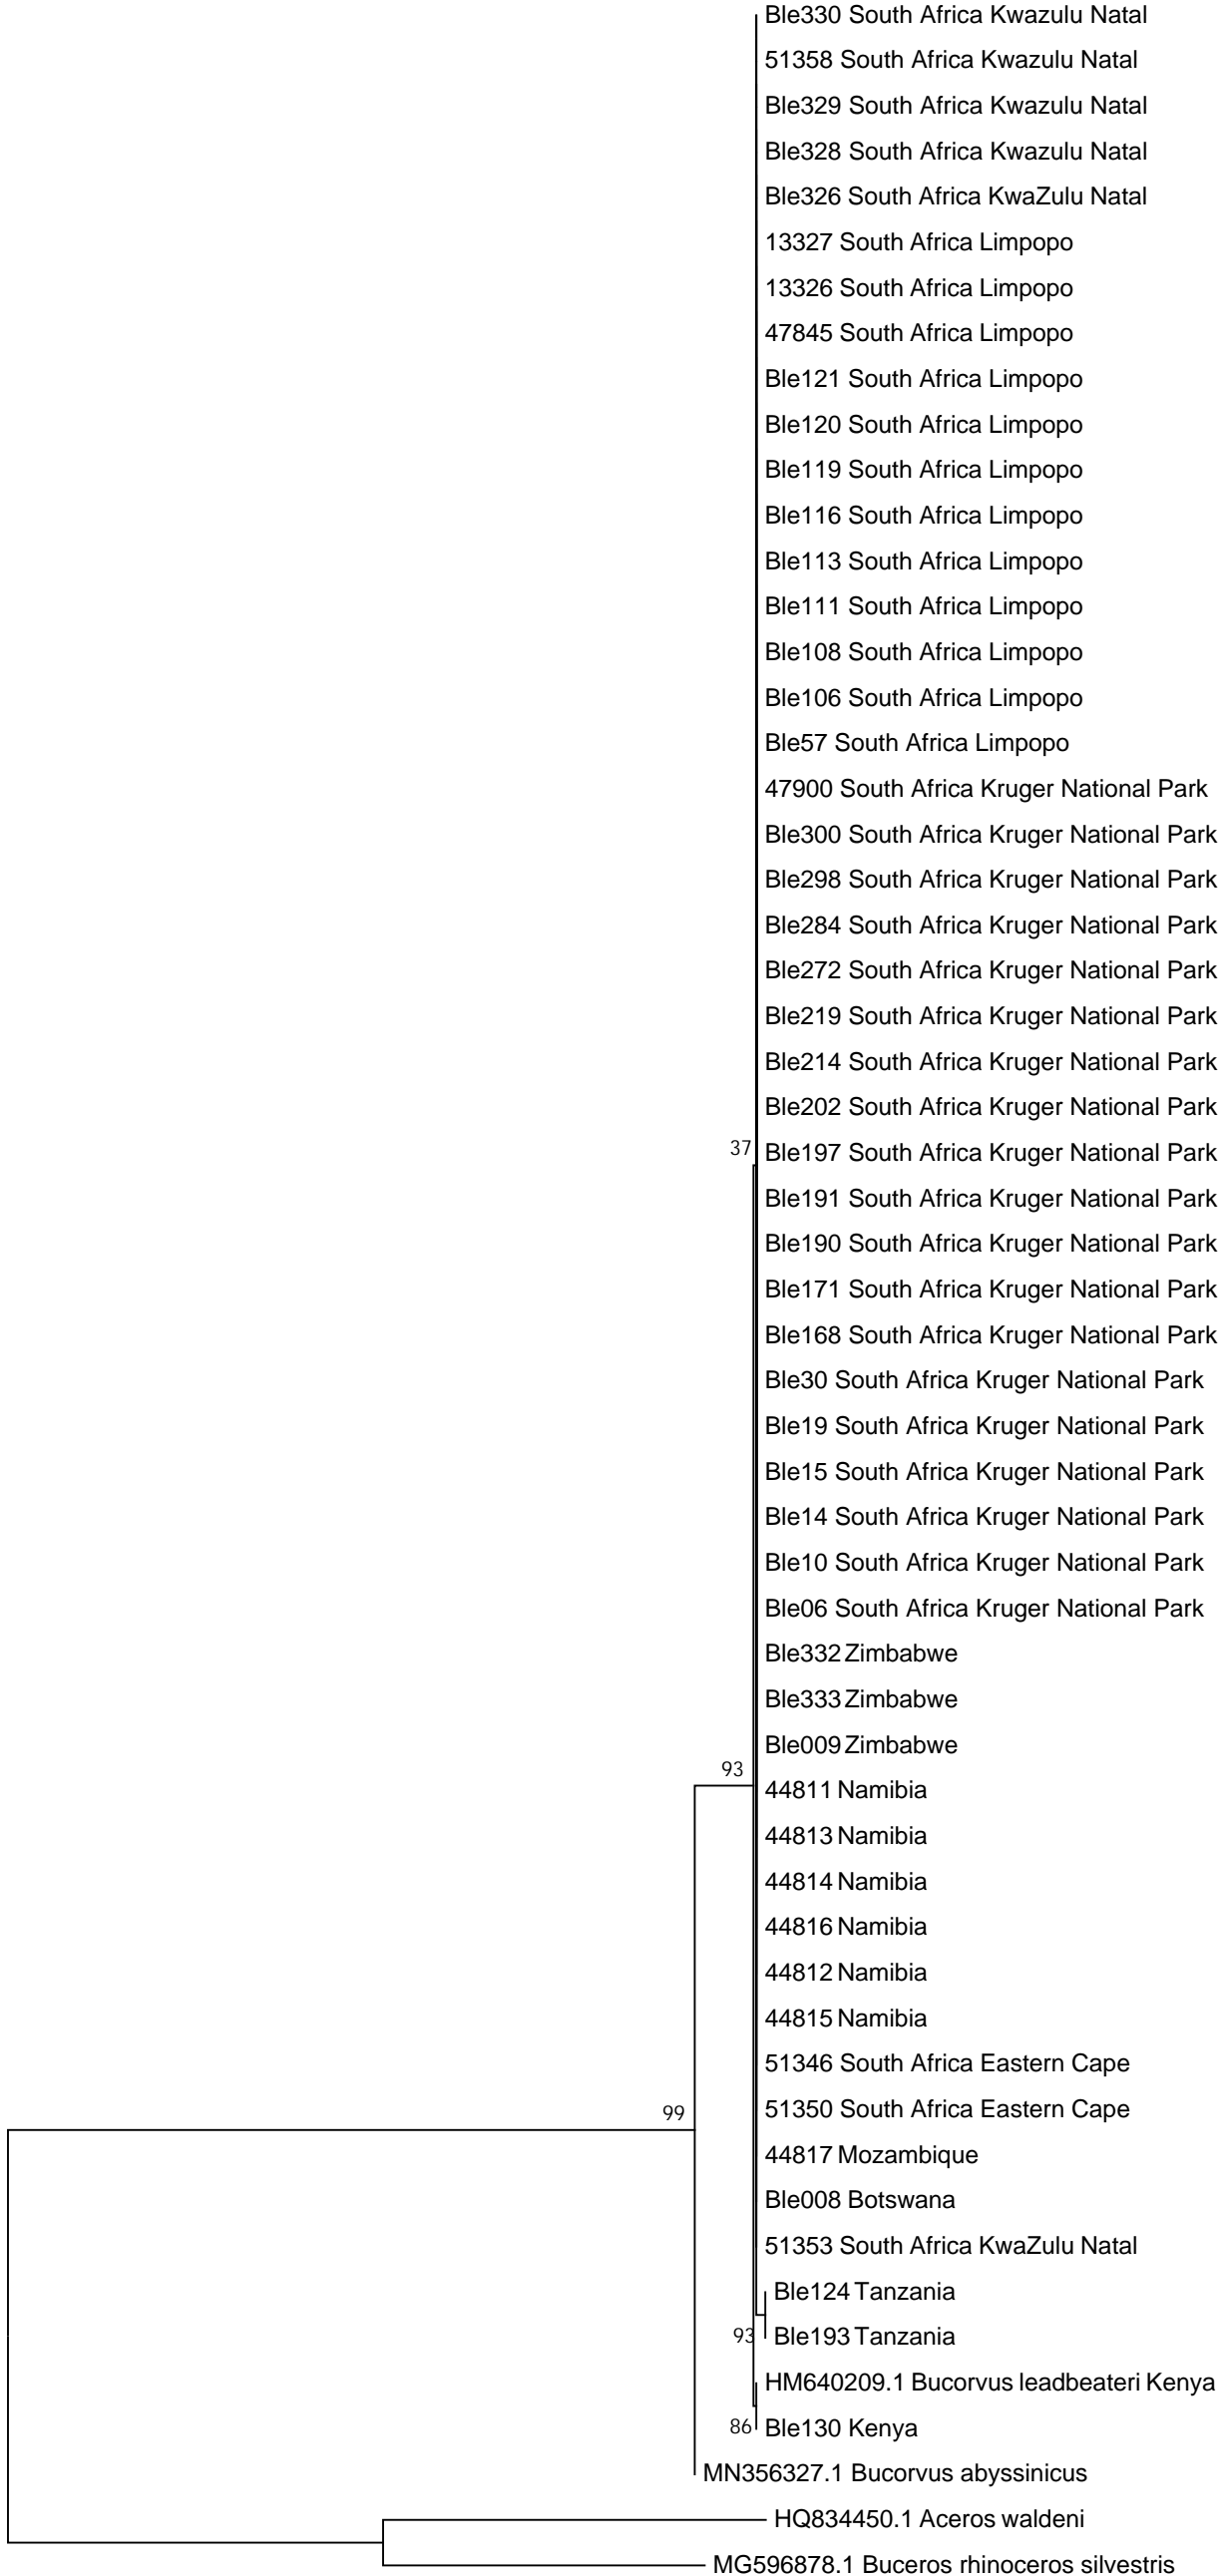 Ble330 South Africa Kwazulu Natal
51358 South Africa Kwazulu Natal
Ble329 South Africa Kwazulu Natal
Ble328 South Africa Kwazulu Natal
Ble326 South Africa KwaZulu Natal
13327 South Africa Limpopo
13326 South Africa Limpopo
47845 South Africa Limpopo
Ble121 South Africa Limpopo
Ble120 South Africa Limpopo
Ble119 South Africa Limpopo
Ble116 South Africa Limpopo
Ble113 South Africa Limpopo
Ble111 South Africa Limpopo
Ble108 South Africa Limpopo
Ble106 South Africa Limpopo
Ble57 South Africa Limpopo
47900 South Africa Kruger National Park
Ble300 South Africa Kruger National Park
Ble298 South Africa Kruger National Park
Ble284 South Africa Kruger National Park
Ble272 South Africa Kruger National Park
Ble219 South Africa Kruger National Park
Ble214 South Africa Kruger National Park
Ble202 South Africa Kruger National Park
37 Ble197 South Africa Kruger National Park
Ble191 South Africa Kruger National Park
Ble190 South Africa Kruger National Park
Ble171 South Africa Kruger National Park
Ble168 South Africa Kruger National Park
Ble30 South Africa Kruger National Park
Ble19 South Africa Kruger National Park
Ble15 South Africa Kruger National Park
Ble14 South Africa Kruger National Park
Ble10 South Africa Kruger National Park
Ble06 South Africa Kruger National Park
Ble332 Zimbabwe
Ble333 Zimbabwe
Ble009 Zimbabwe
93
44811 Namibia
44813 Namibia
44814 Namibia
44816 Namibia
44812 Namibia
44815 Namibia
51346 South Africa Eastern Cape
99 51350 South Africa Eastern Cape
44817 Mozambique
Ble008 Botswana
51353 South Africa KwaZulu Natal
Ble124 Tanzania
93 Ble193 Tanzania
HM640209.1 Bucorvus leadbeateri Kenya
86 Ble130 Kenya
MN356327.1 Bucorvus abyssinicus
HQ834450.1 Aceros waldeni
MG596878.1 Buceros rhinoceros silvestris